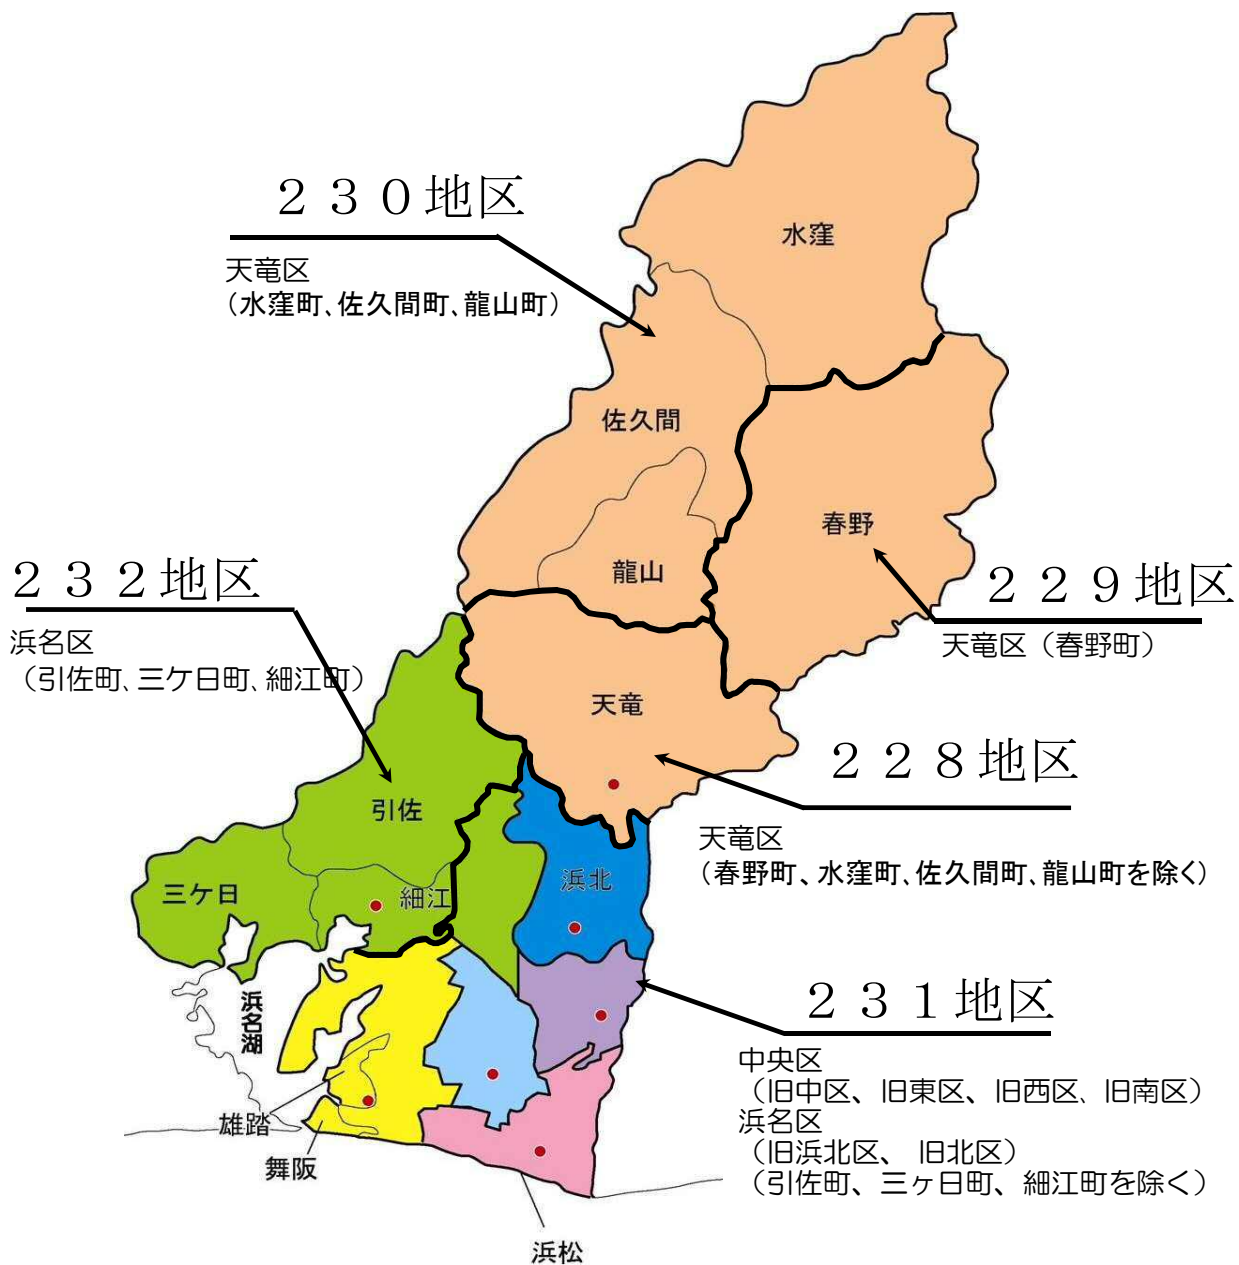 ２３０地区
天竜区
（水窪町、佐久間町、龍山町）
水窪
佐久間
春野
龍山
２３２地区
浜名区
（引佐町、三ケ日町、細江町）
２２９地区
天竜区（春野町）
天竜
２２８地区
天竜区
（春野町、水窪町、佐久間町、龍山町を除く）
引佐
三ケ日
細江
浜北
浜名湖
２３１地区
中央区
（旧中区、旧東区、旧西区、旧南区）
浜名区
（旧浜北区、旧北区）
（引佐町、三ヶ日町、細江町を除く）
雄踏
舞阪
浜松